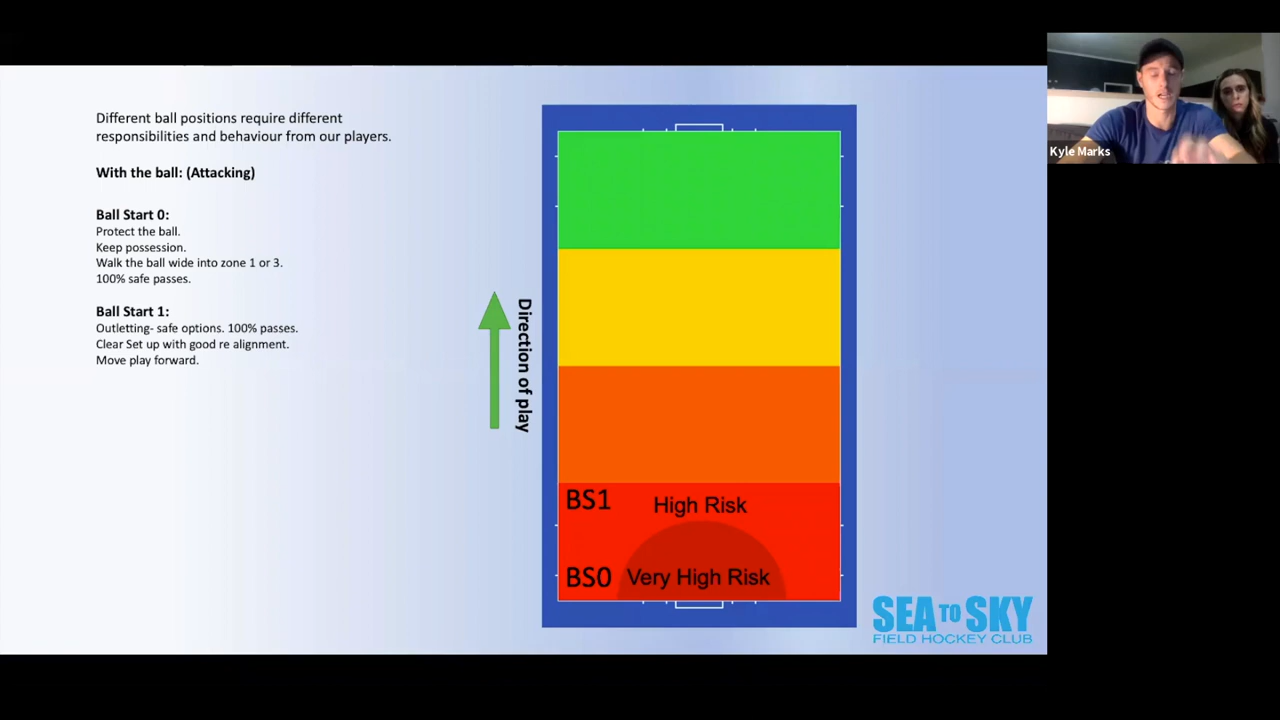 Different ball positions require different
responsibilities and behaviour from our players.
With the ball: (Attacking)
Ball Start 0:
Protect the ball.
Keep possession.
Walk the ball wide into zone 1 or 3.
100% safe passes.
Ball Start 1:
Outletting- safe options. 100% passes.
Clear Set up with good re alignment.
Move play forward.
Direction of play
BS1 High Risk
BS0 Very High Risk
SEA TO SKY
FIELD HOCKEY CLUB
Kyle Marks